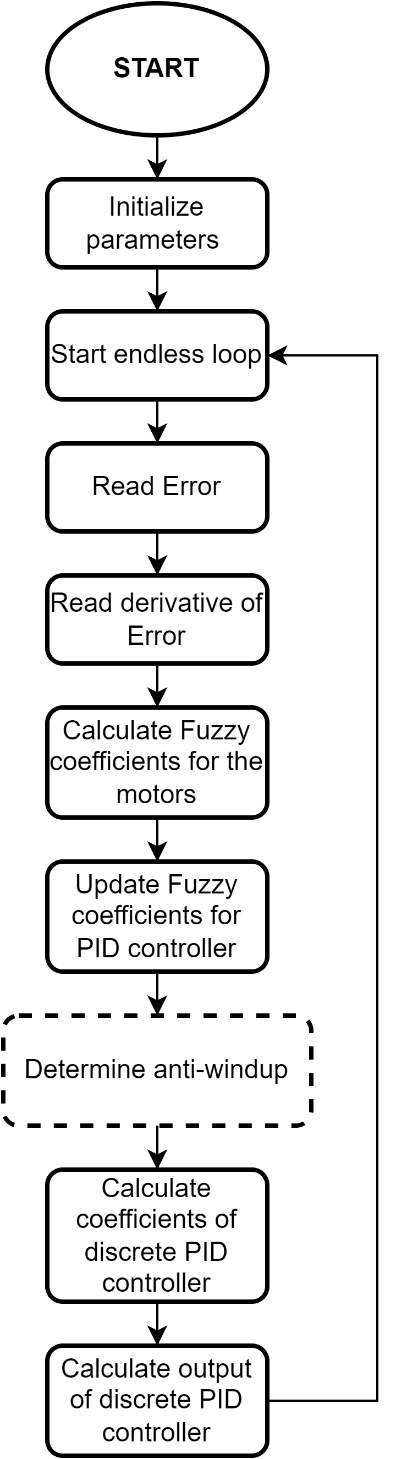 START
Initialize
parameters
Start endless loop
Read Error
Read derivative of
Error
Calculate Fuzzy
coefficients for the
motors
Update Fuzzy
coefficients for
PID controller
Determine anti-windup
Calculate
coefficients of
discrete PID
controller
Calculate output
of discrete PID
controller